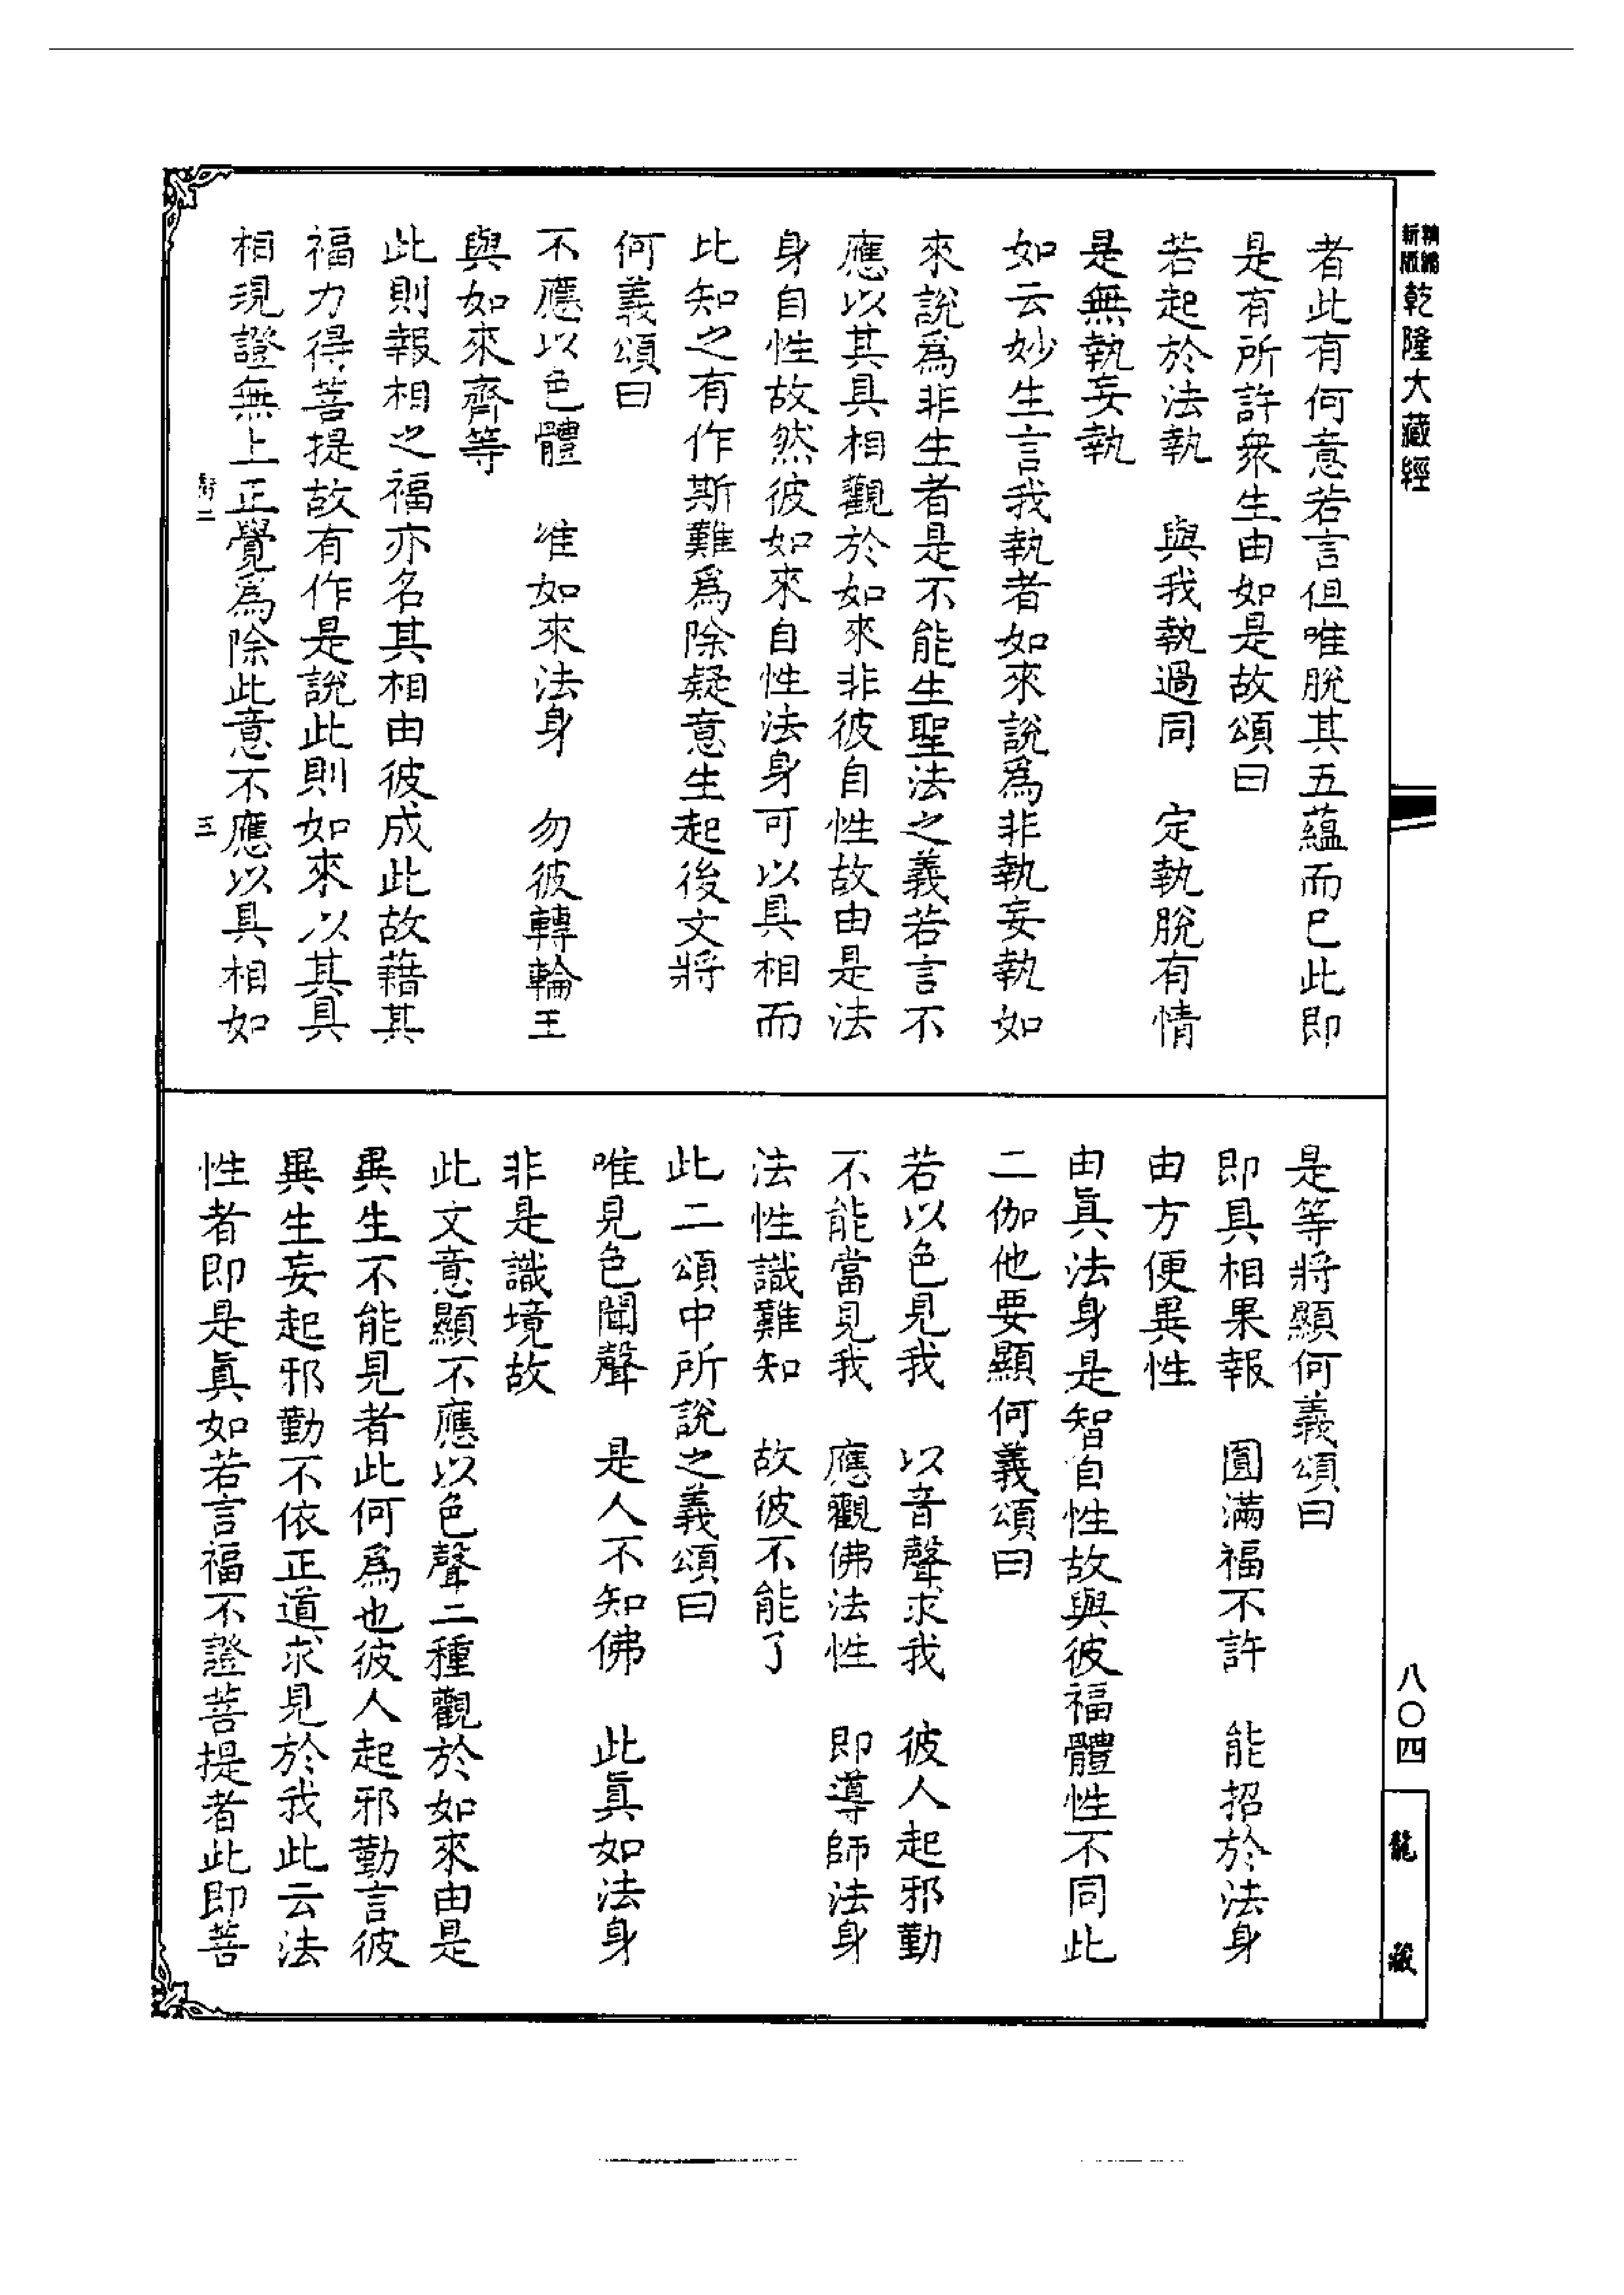 新編縮版乾隆大藏經
者此有何意若言但唯脫其五蘊而已此即
是有所許衆生由如是故頌曰
若起於法執　與我執過同　定執脫有情
是無執妄執
如云妙生言我執者如來說爲非執妄執如
來說爲非生者是不能生聖法之義若言不
應以其具相觀於如來非彼自性故由是法
身自性故然彼如來自性法身可以具相而
比知之有作斯難爲除疑意生起後文將
何義頌曰
不應以色體　唯如來法身　勿彼轉輪王
與如來齊等
此則報相之福亦名其相由彼成此故藉其
福力得菩提故有作是說此則如來以其具
相現證無上正覺爲除此意不應以具相如
三
是等將顯何義頌曰
即具相果報　圓滿福不許　能招於法身
由方便異性
由眞法身是智自性故與彼福體性不同此
二伽他要顯何義頌曰
若以色見我　以音聲求我　彼人起邪勤
不能當見我　應觀佛法性　即導師法身
法性識難知　故彼不能了
此二頌中所說之義頌曰
唯見色聞聲　是人不知佛　此眞如法身
非是識境故
此文意顯不應以色聲二種觀於如來由是
異生不能見者此何爲也彼人起邪勤言彼
異生妄起邪勤不依正道求見於我此云法
性者即是眞如若言福不證菩提者此即菩
八〇四
龍藏